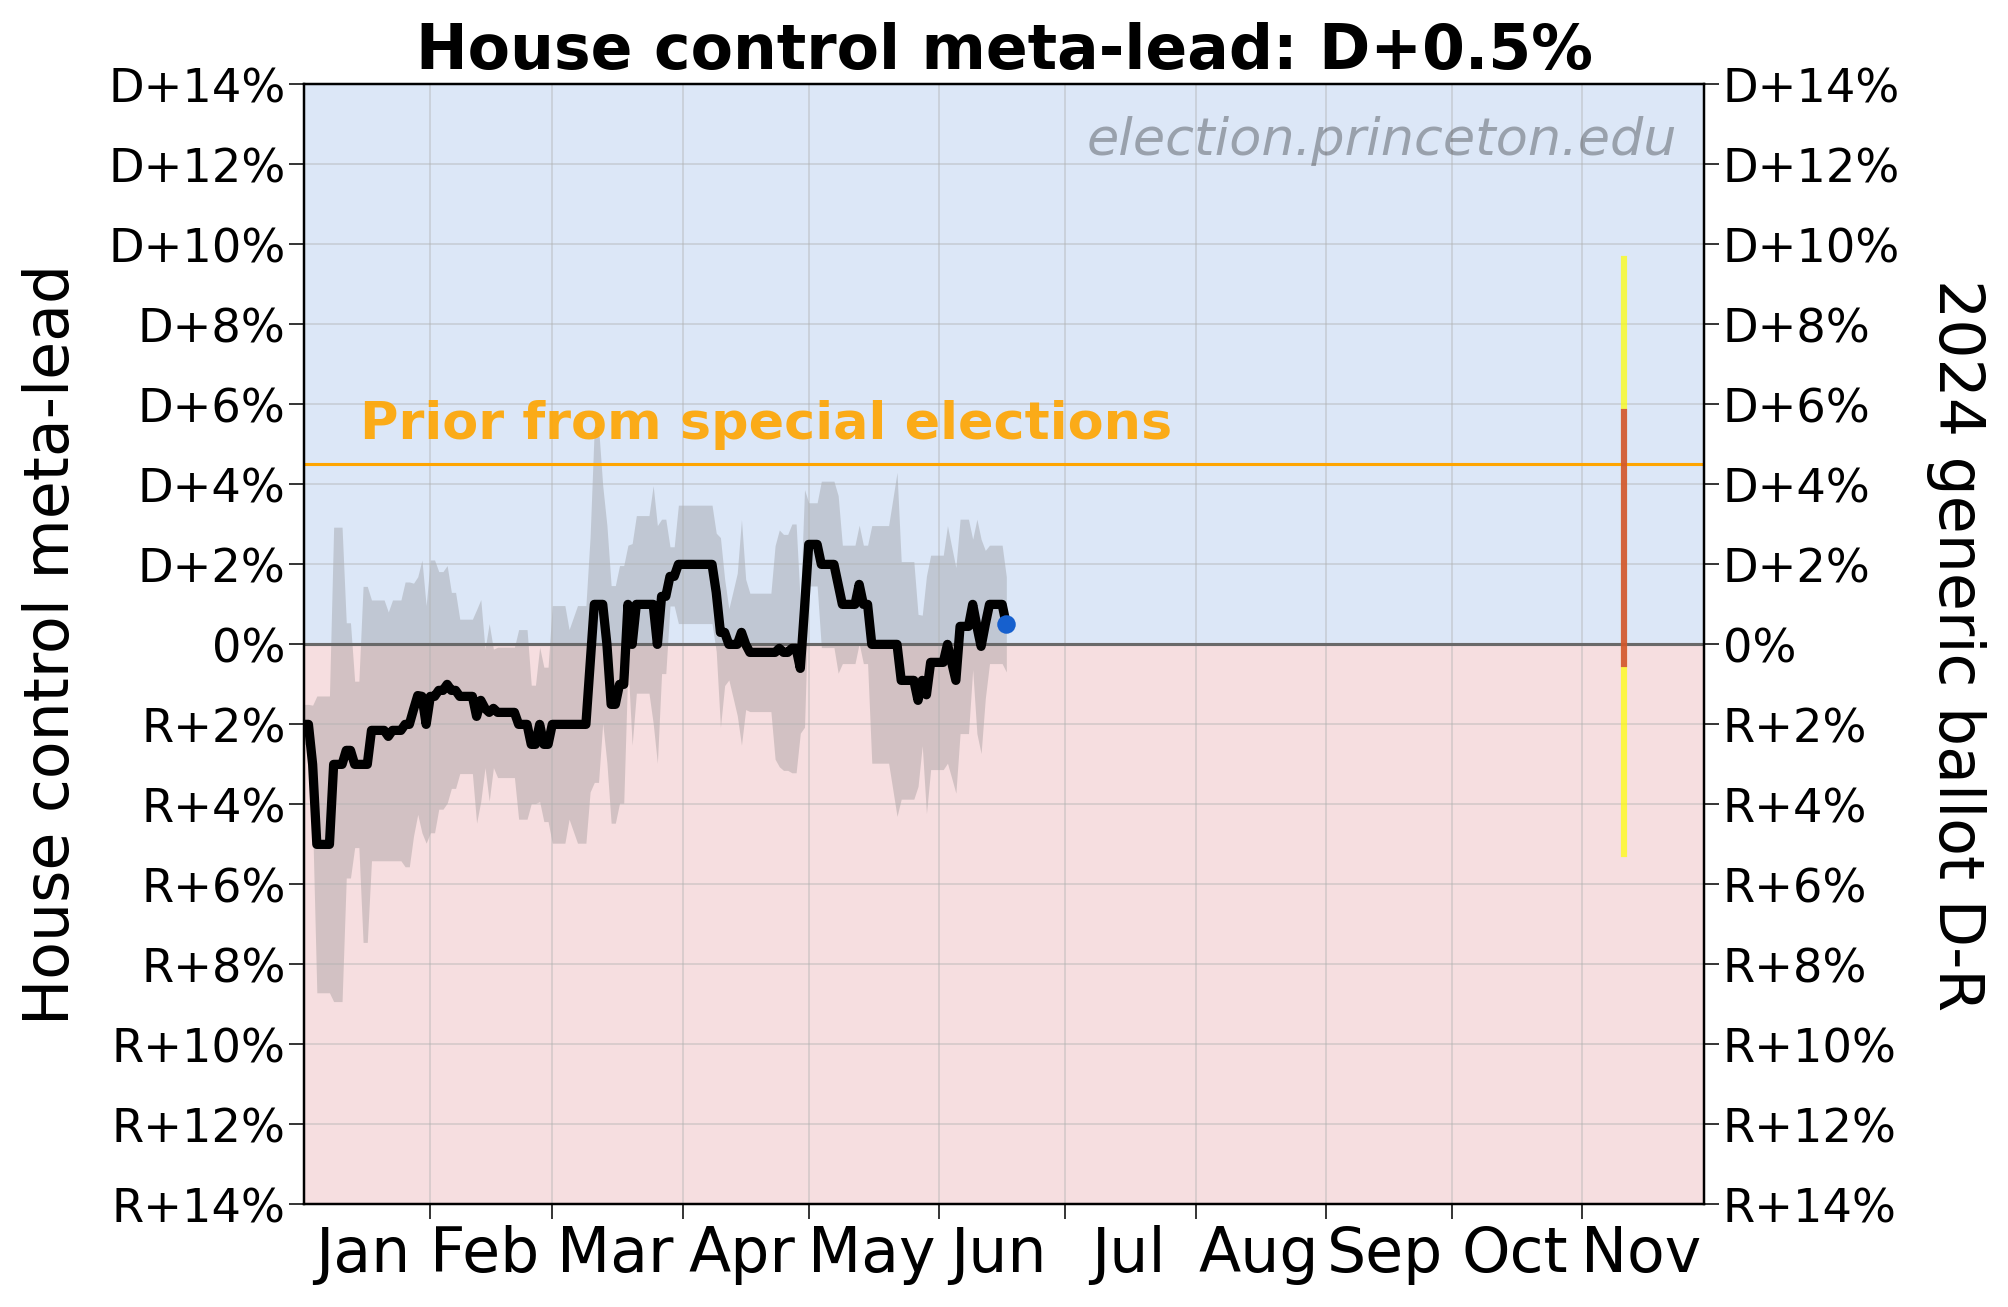 House control meta-lead: D+0.5%
election.princeton.edu
Prior from special elections
House control meta-lead
D+14%
D+12%
D+10%
D+8%
D+6%
D+4%
D+2%
0%
R+2%
R+4%
R+6%
R+8%
R+10%
R+12%
R+14%
D+14%
D+12%
D+10%
D+8%
D+6%
D+4%
D+2%
0%
R+2%
R+4%
R+6%
R+8%
R+10%
R+12%
R+14%
2024 generic ballot D-R
Jan Feb Mar Apr May Jun Jul Aug Sep Oct Nov